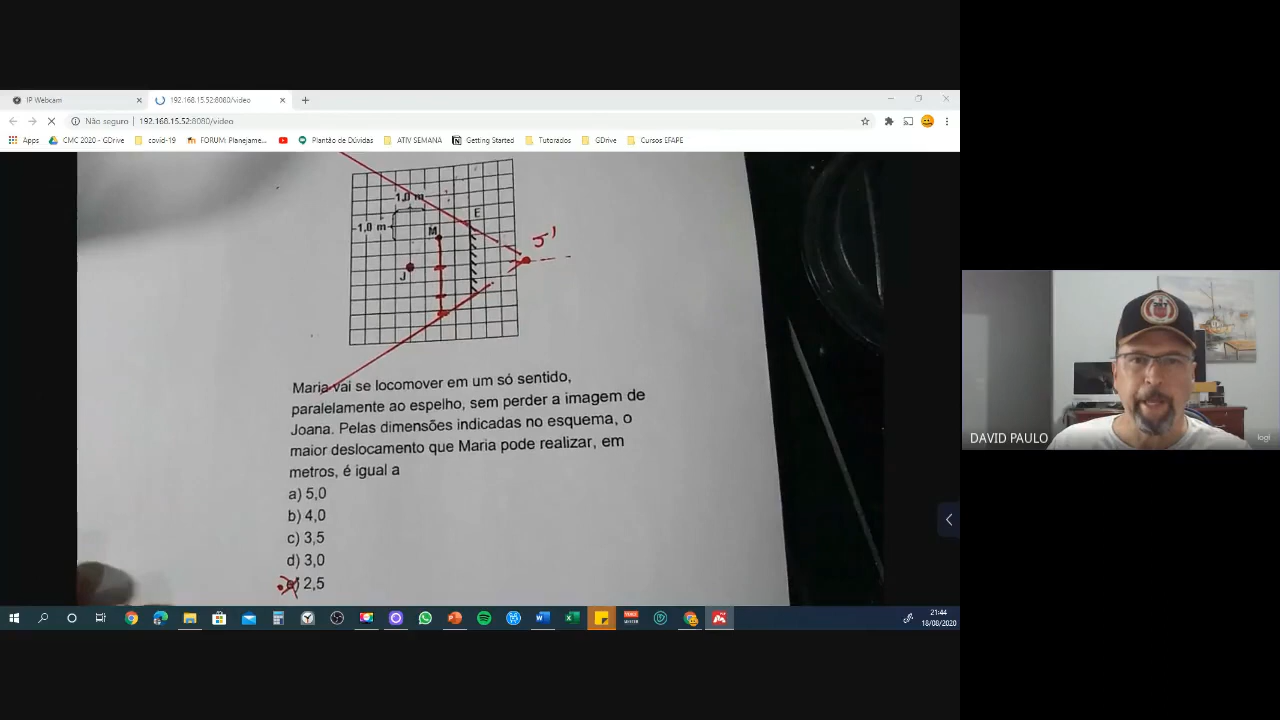 IP Webcam
192.168.15.52:8080/video
Não seguro
192.168.15.52:8080/video
Apps
CMC 2020 - GDrive
covid-19
FORUM: Planejame...
Plantão de Dúvidas
ATIV SEMANA
Getting Started
Tutorados
GDrive
Cursos EFAPE
1,0 m
E
1,0 m
M
J'
J
Maria vai se locomover em um só sentido,
paralelamente ao espelho, sem perder a imagem de
Joana. Pelas dimensões indicadas no esquema, o
maior deslocamento que Maria pode realizar, em
metros, é igual a
a) 5,0
b) 4,0
c) 3,5
d) 3,0
e) 2,5
DAVID PAULO
logi
21:44
18/08/2020